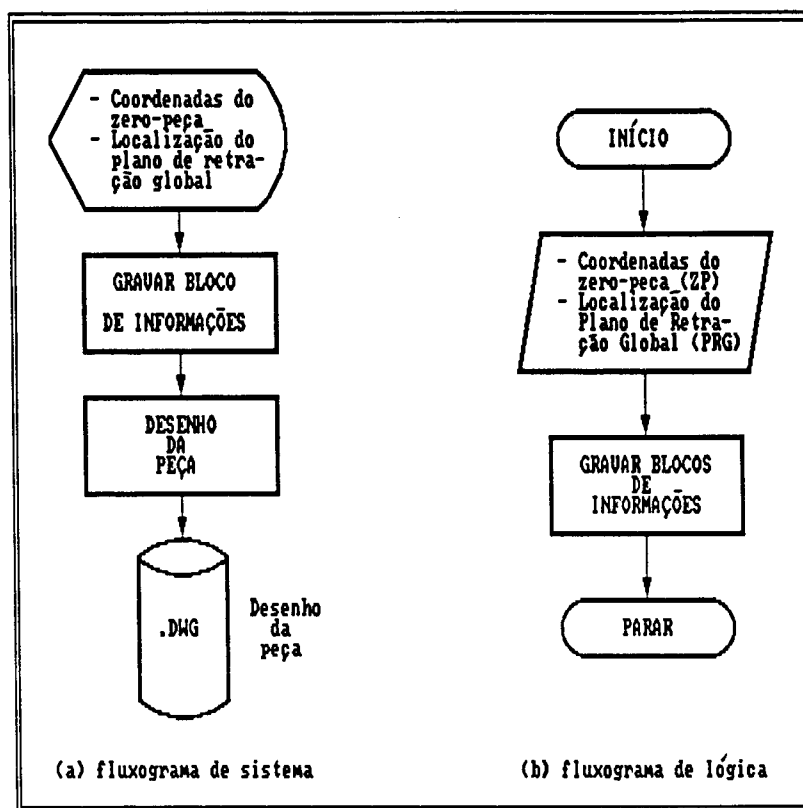 - Coordenadas do
zero-peça
- Localização do
plano de retra-
ção global
GRAVAR BLOCO
DE INFORMAÇÕES
DESENHO
DA
PEÇA
.DWG
Desenho
da
peça
(a) fluxograma de sistema
INÍCIO
- Coordenadas do
zero-peca (ZP)
- Localização do
Plano de Retra-
ção Global (PRG)
GRAVAR BLOCOS
DE
INFORMAÇÕES
PARAR
(b) fluxograma de lógica